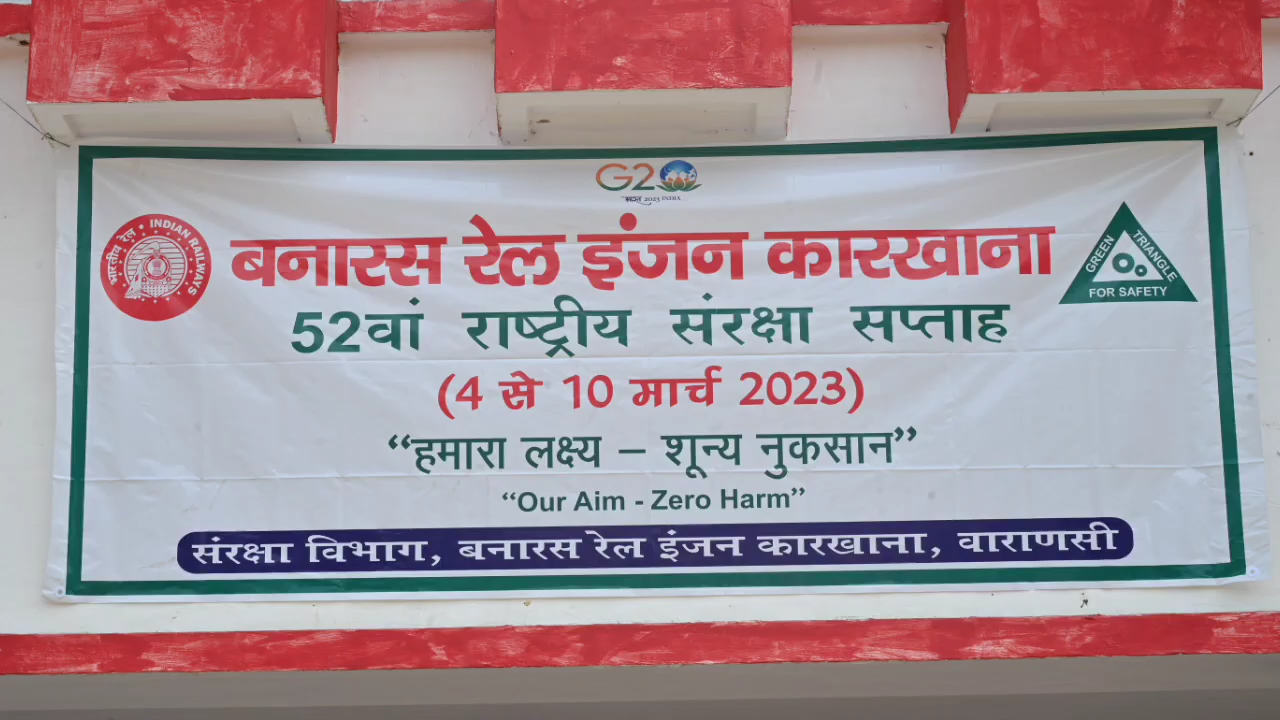 G20
भारत 2023 INDIA
भारतीय रेल • INDIAN RAILWAYS
बनारस रेल इंजन कारखाना
GREEN TRIANGLE
FOR SAFETY
52वां राष्ट्रीय संरक्षा सप्ताह
(4 से 10 मार्च 2023)
“हमारा लक्ष्य – शून्य नुकसान”
“Our Aim - Zero Harm”
संरक्षा विभाग, बनारस रेल इंजन कारखाना, वाराणसी